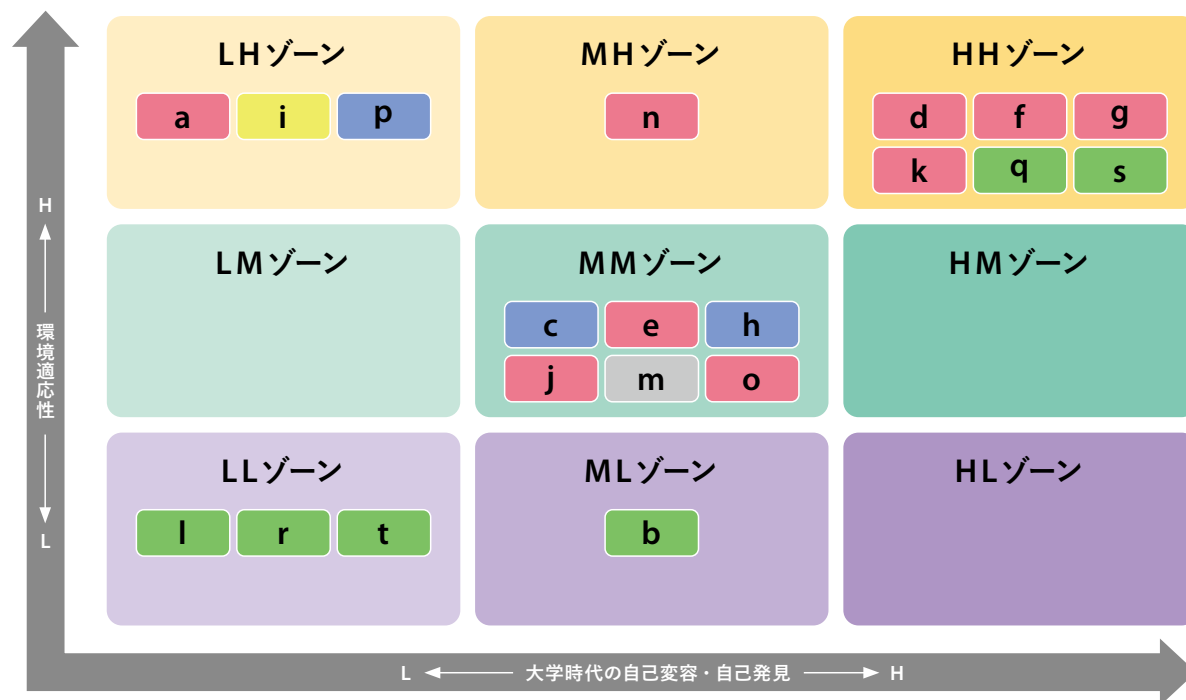 LHゾーン
a i p
MHゾーン
n
HHゾーン
d f g
k q s
H
環境適応性
L
LMゾーン
MMゾーン
c e h
j m o
HMゾーン
LLゾーン
l r t
MLゾーン
b
HLゾーン
L 大学時代の自己変容・自己発見 H